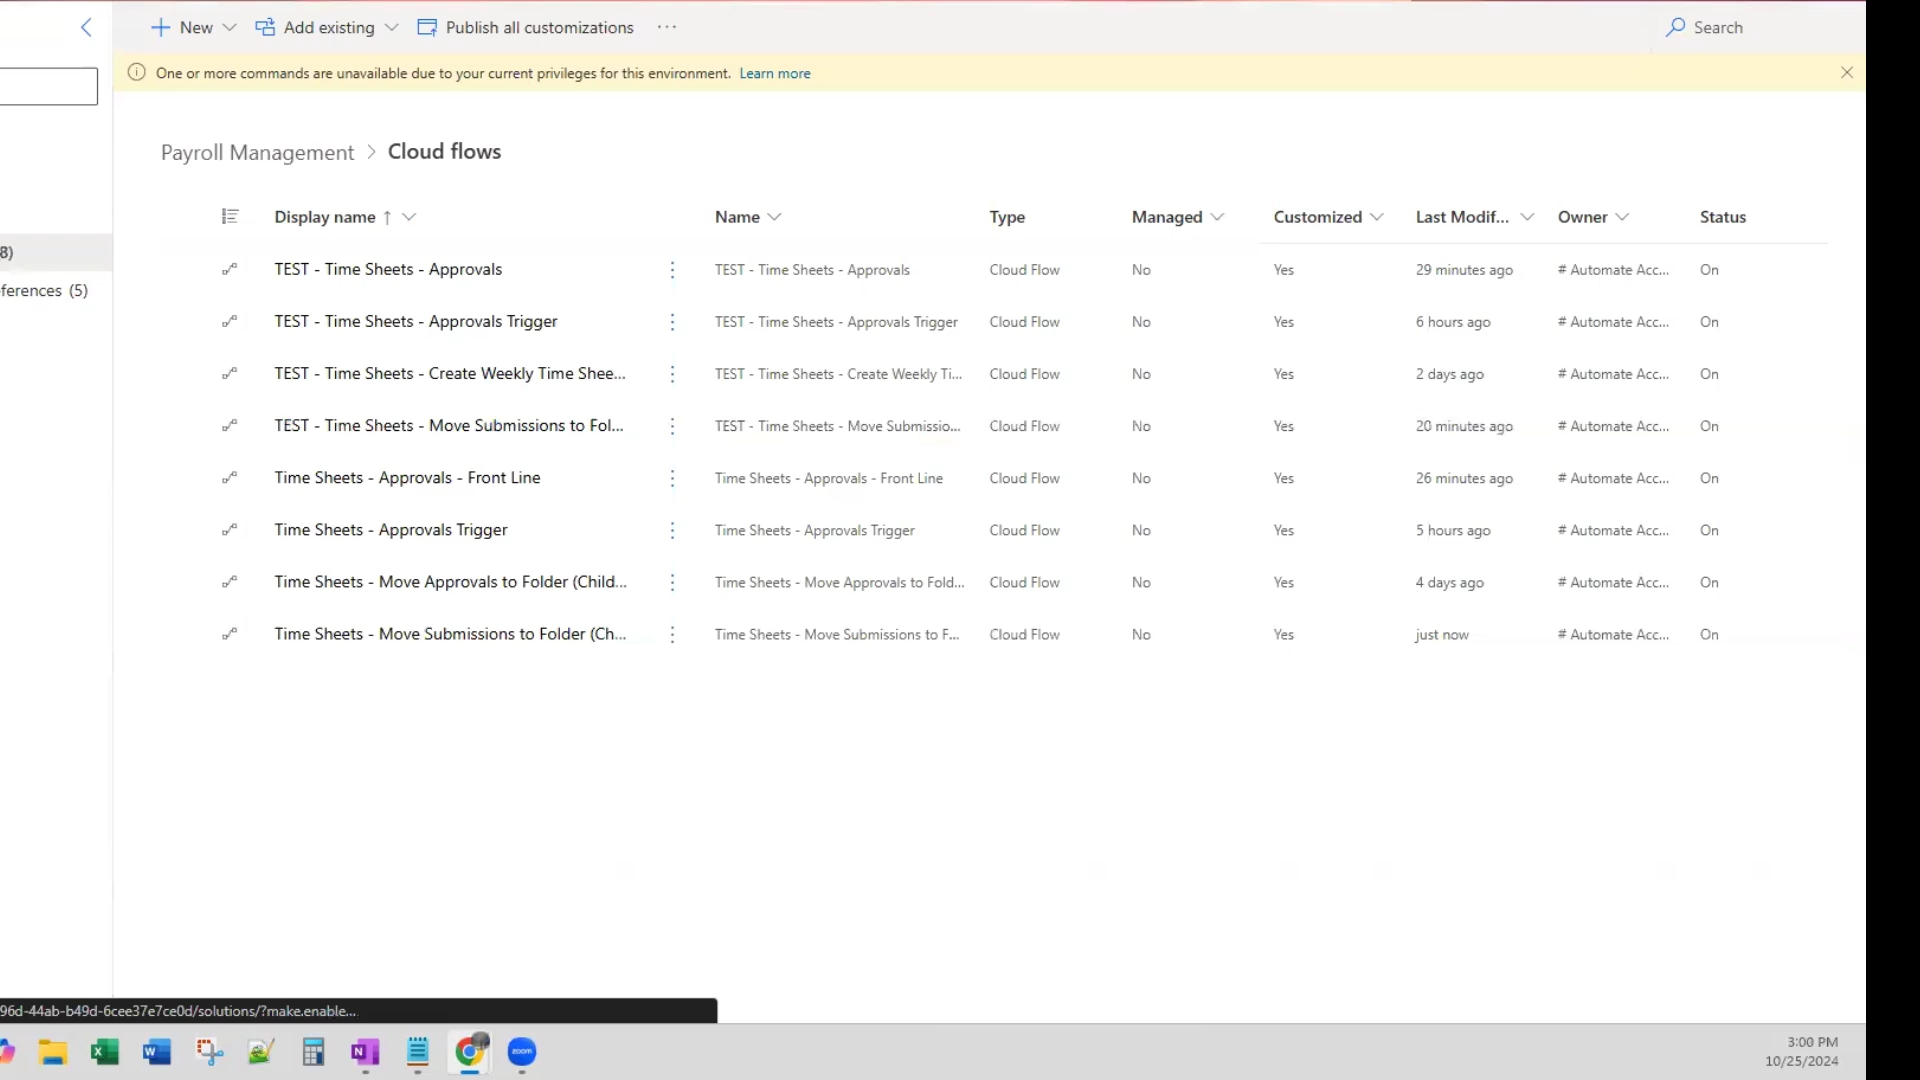 New
Add existing
Publish all customizations
Search
One or more commands are unavailable due to your current privileges for this environment. Learn more
Payroll Management > Cloud flows
Display name ↑ Name Type Managed Customized Last Modif... Owner Status
8)
TEST - Time Sheets - Approvals TEST - Time Sheets - Approvals Cloud Flow No Yes 29 minutes ago # Automate Acc... On
ferences (5)
TEST - Time Sheets - Approvals Trigger TEST - Time Sheets - Approvals Trigger Cloud Flow No Yes 6 hours ago # Automate Acc... On
TEST - Time Sheets - Create Weekly Time Shee... TEST - Time Sheets - Create Weekly Ti... Cloud Flow No Yes 2 days ago # Automate Acc... On
TEST - Time Sheets - Move Submissions to Fol... TEST - Time Sheets - Move Submissio... Cloud Flow No Yes 20 minutes ago # Automate Acc... On
Time Sheets - Approvals - Front Line Time Sheets - Approvals - Front Line Cloud Flow No Yes 26 minutes ago # Automate Acc... On
Time Sheets - Approvals Trigger Time Sheets - Approvals Trigger Cloud Flow No Yes 5 hours ago # Automate Acc... On
Time Sheets - Move Approvals to Folder (Child... Time Sheets - Move Approvals to Fold... Cloud Flow No Yes 4 days ago # Automate Acc... On
Time Sheets - Move Submissions to Folder (Ch... Time Sheets - Move Submissions to F... Cloud Flow No Yes just now # Automate Acc... On
96d-44ab-b49d-6cee37e7ce0d/solutions/?make.enable...
zoom
3:00 PM
10/25/2024